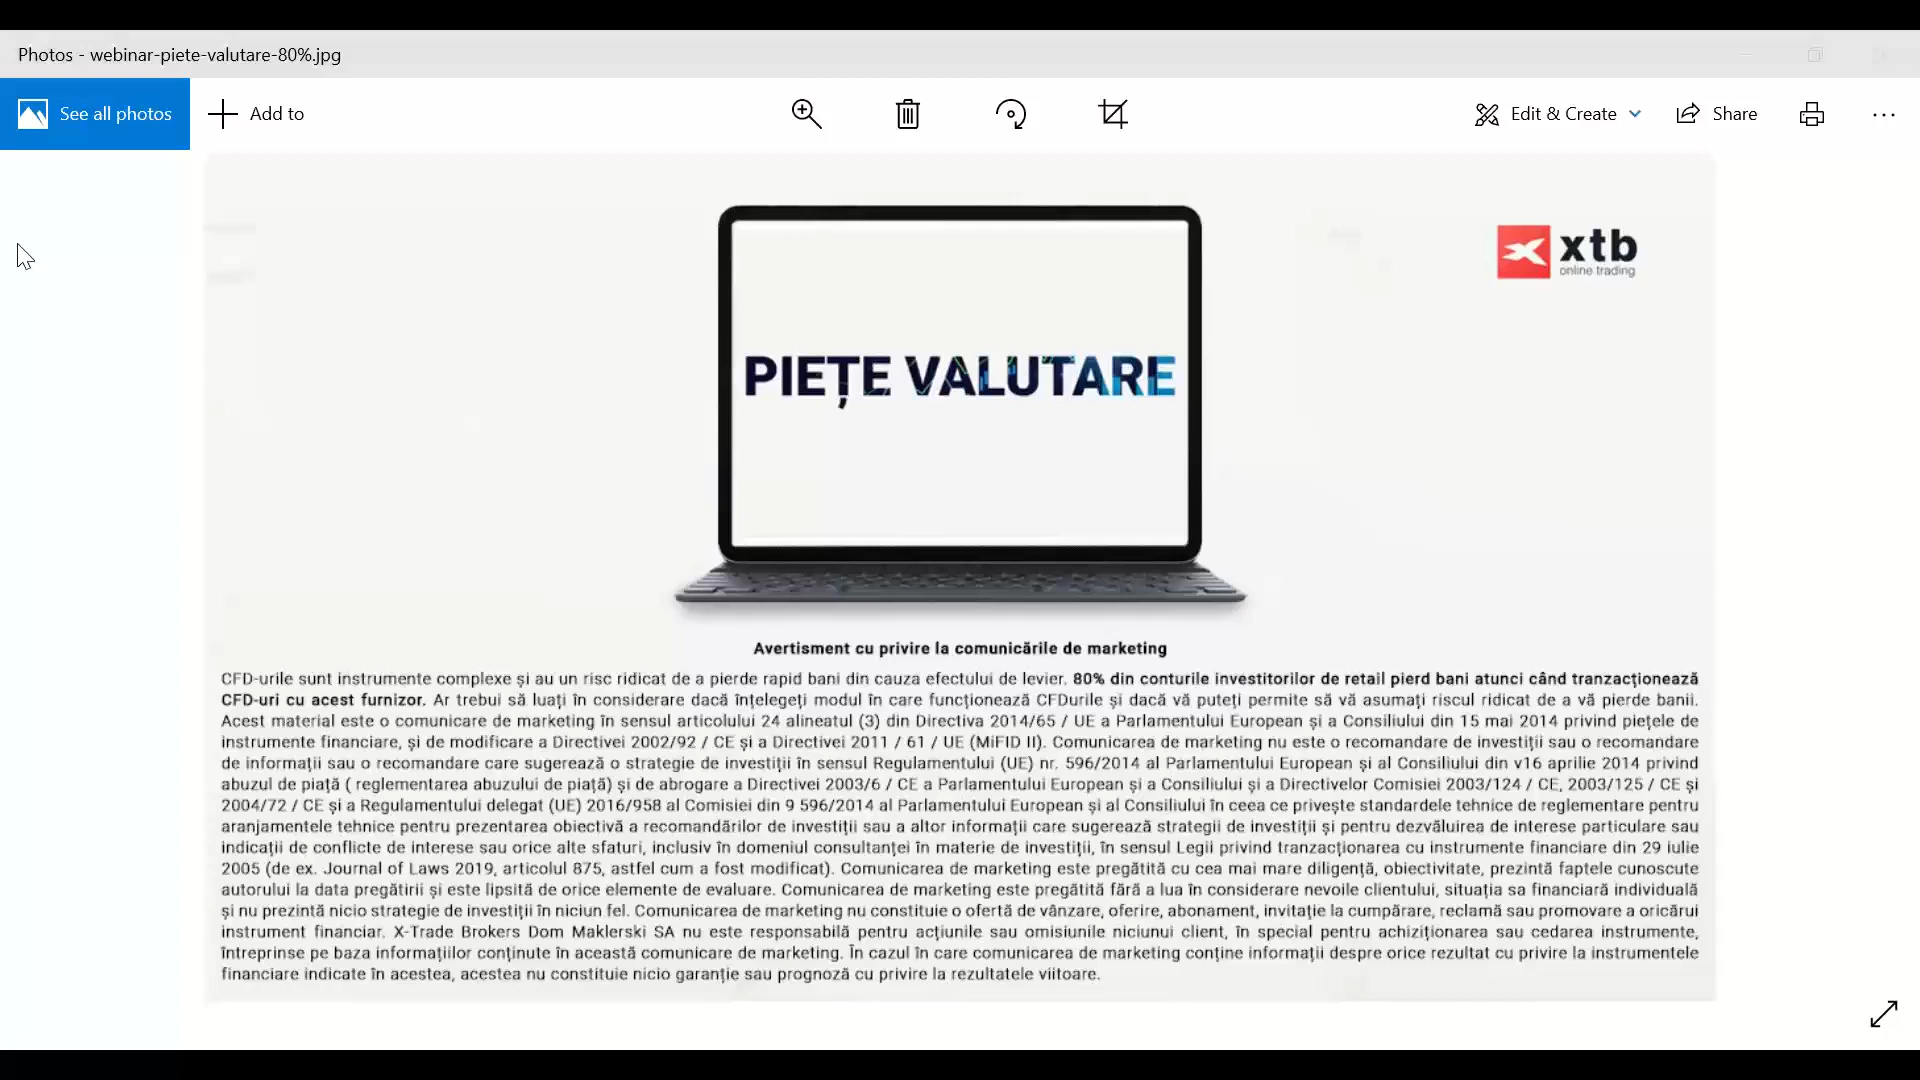 Photos - webinar-piete-valutare-80%.jpg
See all photos
Add to
Edit & Create
Share
xtb
online trading
PIEȚE VALUTARE
Avertisment cu privire la comunicările de marketing
CFD-urile sunt instrumente complexe și au un risc ridicat de a pierde rapid bani din cauza efectului de levier. 80% din conturile investitorilor de retail pierd bani atunci când tranzacționează
CFD-uri cu acest furnizor. Ar trebui să luați în considerare dacă înțelegeți modul în care funcționează CFDurile și dacă vă puteți permite să vă asumați riscul ridicat de a vă pierde banii.
Acest material este o comunicare de marketing în sensul articolului 24 alineatul (3) din Directiva 2014/65 / UE a Parlamentului European și a Consiliului din 15 mai 2014 privind piețele de
instrumente financiare, și de modificare a Directivei 2002/92 / CE și a Directivei 2011 / 61 / UE (MiFID II). Comunicarea de marketing nu este o recomandare de investiții sau o recomandare
de informații sau o recomandare care sugerează o strategie de investiții în sensul Regulamentului (UE) nr. 596/2014 al Parlamentului European și al Consiliului din v16 aprilie 2014 privind
abuzul de piață ( reglementarea abuzului de piață) și de abrogare a Directivei 2003/6 / CE a Parlamentului European și a Consiliului și a Directivelor Comisiei 2003/124 / CE, 2003/125 / CE și
2004/72 / CE și a Regulamentului delegat (UE) 2016/958 al Comisiei din 9 596/2014 al Parlamentului European și al Consiliului în ceea ce privește standardele tehnice de reglementare pentru
aranjamentele tehnice pentru prezentarea obiectivă a recomandărilor de investiții sau a altor informații care sugerează strategii de investiții și pentru dezvăluirea de interese particulare sau
indicații de conflicte de interese sau orice alte sfaturi, inclusiv în domeniul consultanței în materie de investiții, în sensul Legii privind tranzacționarea cu instrumente financiare din 29 iulie
2005 (de ex. Journal of Laws 2019, articolul 875, astfel cum a fost modificat). Comunicarea de marketing este pregătită cu cea mai mare diligență, obiectivitate, prezintă faptele cunoscute
autorului la data pregătirii și este lipsită de orice elemente de evaluare. Comunicarea de marketing este pregătită fără a lua în considerare nevoile clientului, situația sa financiară individuală
și nu prezintă nicio strategie de investiții în niciun fel. Comunicarea de marketing nu constituie o ofertă de vânzare, oferire, abonament, invitație la cumpărare, reclamă sau promovare a oricărui
instrument financiar. X-Trade Brokers Dom Maklerski SA nu este responsabilă pentru acțiunile sau omisiunile niciunui client, în special pentru achiziționarea sau cedarea instrumente,
întreprinse pe baza informațiilor conținute în această comunicare de marketing. În cazul în care comunicarea de marketing conține informații despre orice rezultat cu privire la instrumentele
financiare indicate în acestea, acestea nu constituie nicio garanție sau prognoză cu privire la rezultatele viitoare.